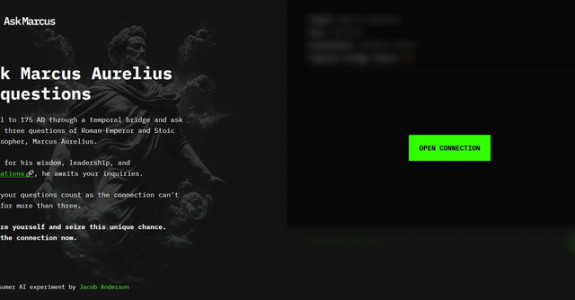 AskMarcus
k Marcus Aurelius
questions
l to 175 AD through a temporal bridge and ask
three questions of Roman Emperor and Stoic
sopher, Marcus Aurelius.
for his wisdom, leadership, and
ations, he awaits your inquiries.
your questions count as the connection can't
for more than three.
re yourself and seize this unique chance.
the connection now.
sumer AI experiment by Jacob Anderson
OPEN CONNECTION